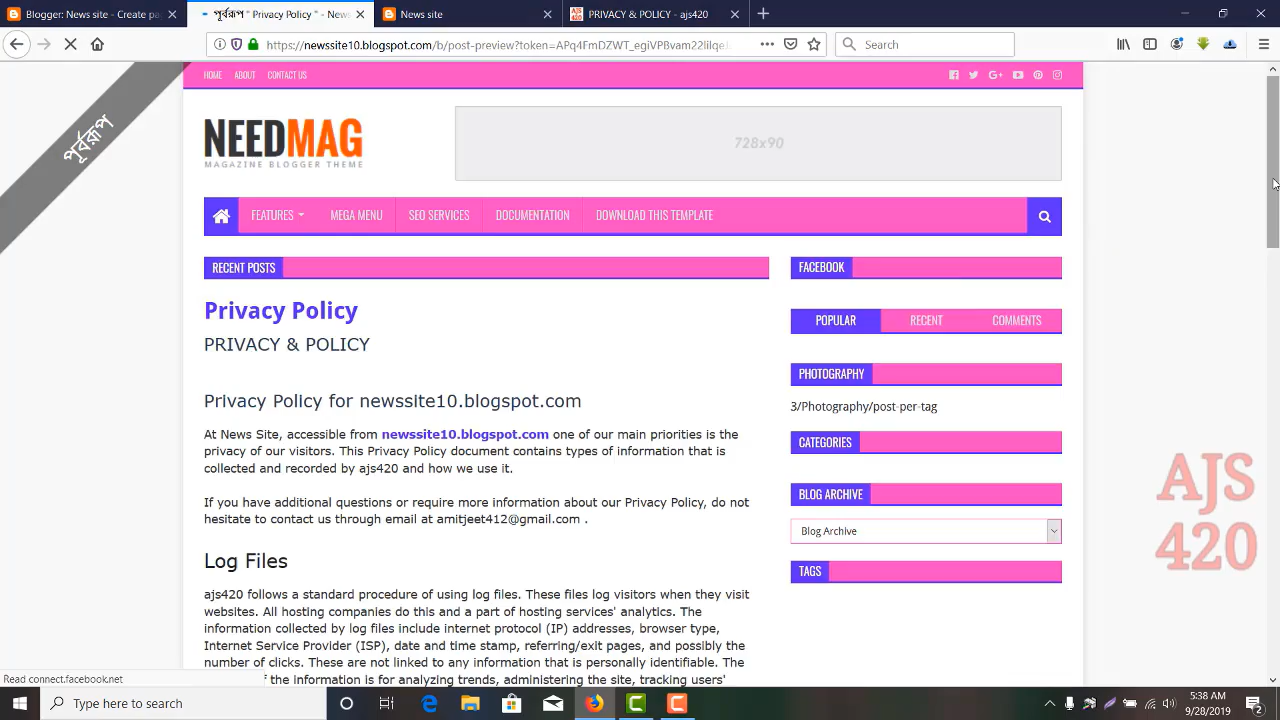 Blogger: News site - Create pag
পূর্বরূপ: "Privacy Policy"
News site
PRIVACY & POLICY - ajs420
https://newssite10.blogspot.com/b/post-preview?token=APq4FmDZWT_egiVPBvam22lilqeJ
Search
HOME ABOUT CONTACT US
পূর্বরূপ
NEEDMAG
MAGAZINE BLOGGER THEME
728x90
FEATURES MEGA MENU SEO SERVICES DOCUMENTATION DOWNLOAD THIS TEMPLATE
RECENT POSTS
Privacy Policy
PRIVACY & POLICY
Privacy Policy for newssite10.blogspot.com
At News Site, accessible from newssite10.blogspot.com one of our main priorities is the
privacy of our visitors. This Privacy Policy document contains types of information that is
collected and recorded by ajs420 and how we use it.
If you have additional questions or require more information about our Privacy Policy, do not
hesitate to contact us through email at amitjeet412@gmail.com .
Log Files
ajs420 follows a standard procedure of using log files. These files log visitors when they visit
websites. All hosting companies do this and a part of hosting services' analytics. The
information collected by log files include internet protocol (IP) addresses, browser type,
Internet Service Provider (ISP), date and time stamp, referring/exit pages, and possibly the
number of clicks. These are not linked to any information that is personally identifiable. The
of the information is for analyzing trends, administering the site, tracking users'
FACEBOOK
POPULAR RECENT COMMENTS
PHOTOGRAPHY
3/Photography/post-per-tag
CATEGORIES
BLOG ARCHIVE
Blog Archive
TAGS
AJS
420
Read connect.facebook.net
Type here to search
5:38 AM
9/28/2019
2